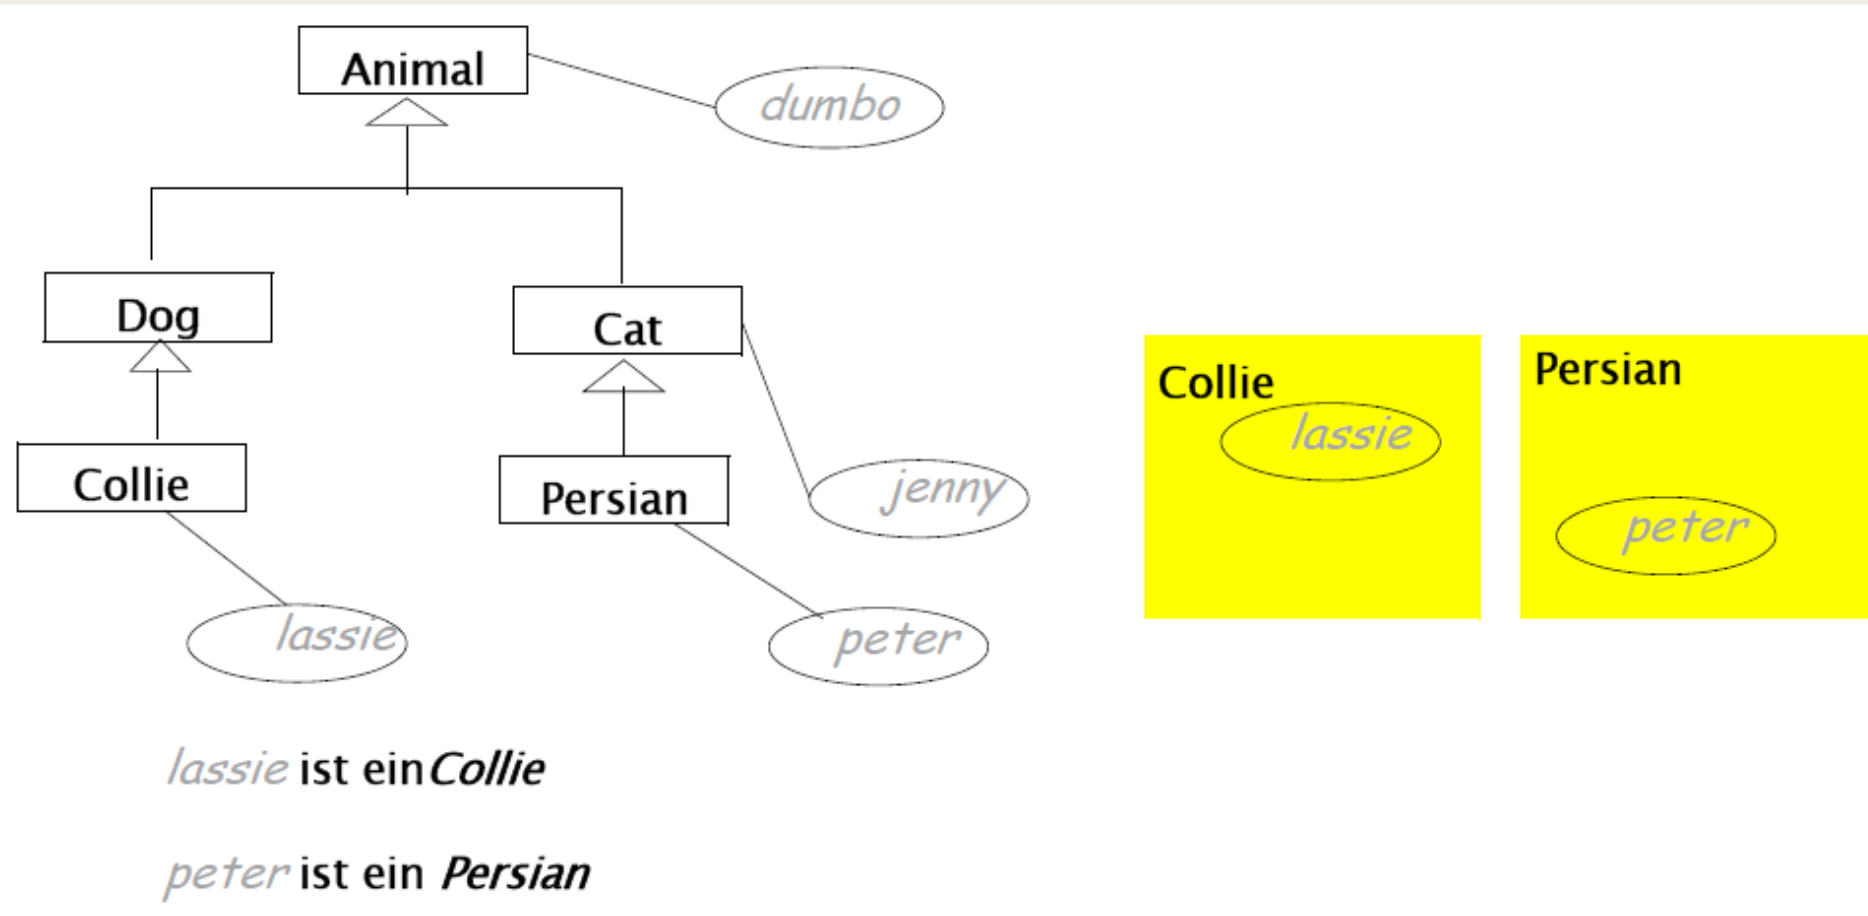 Animal
dumbo
Dog
Cat
Collie
Persian
jenny
lassie
peter
Collie
lassie
Persian
peter
lassie ist ein Collie
peter ist ein Persian